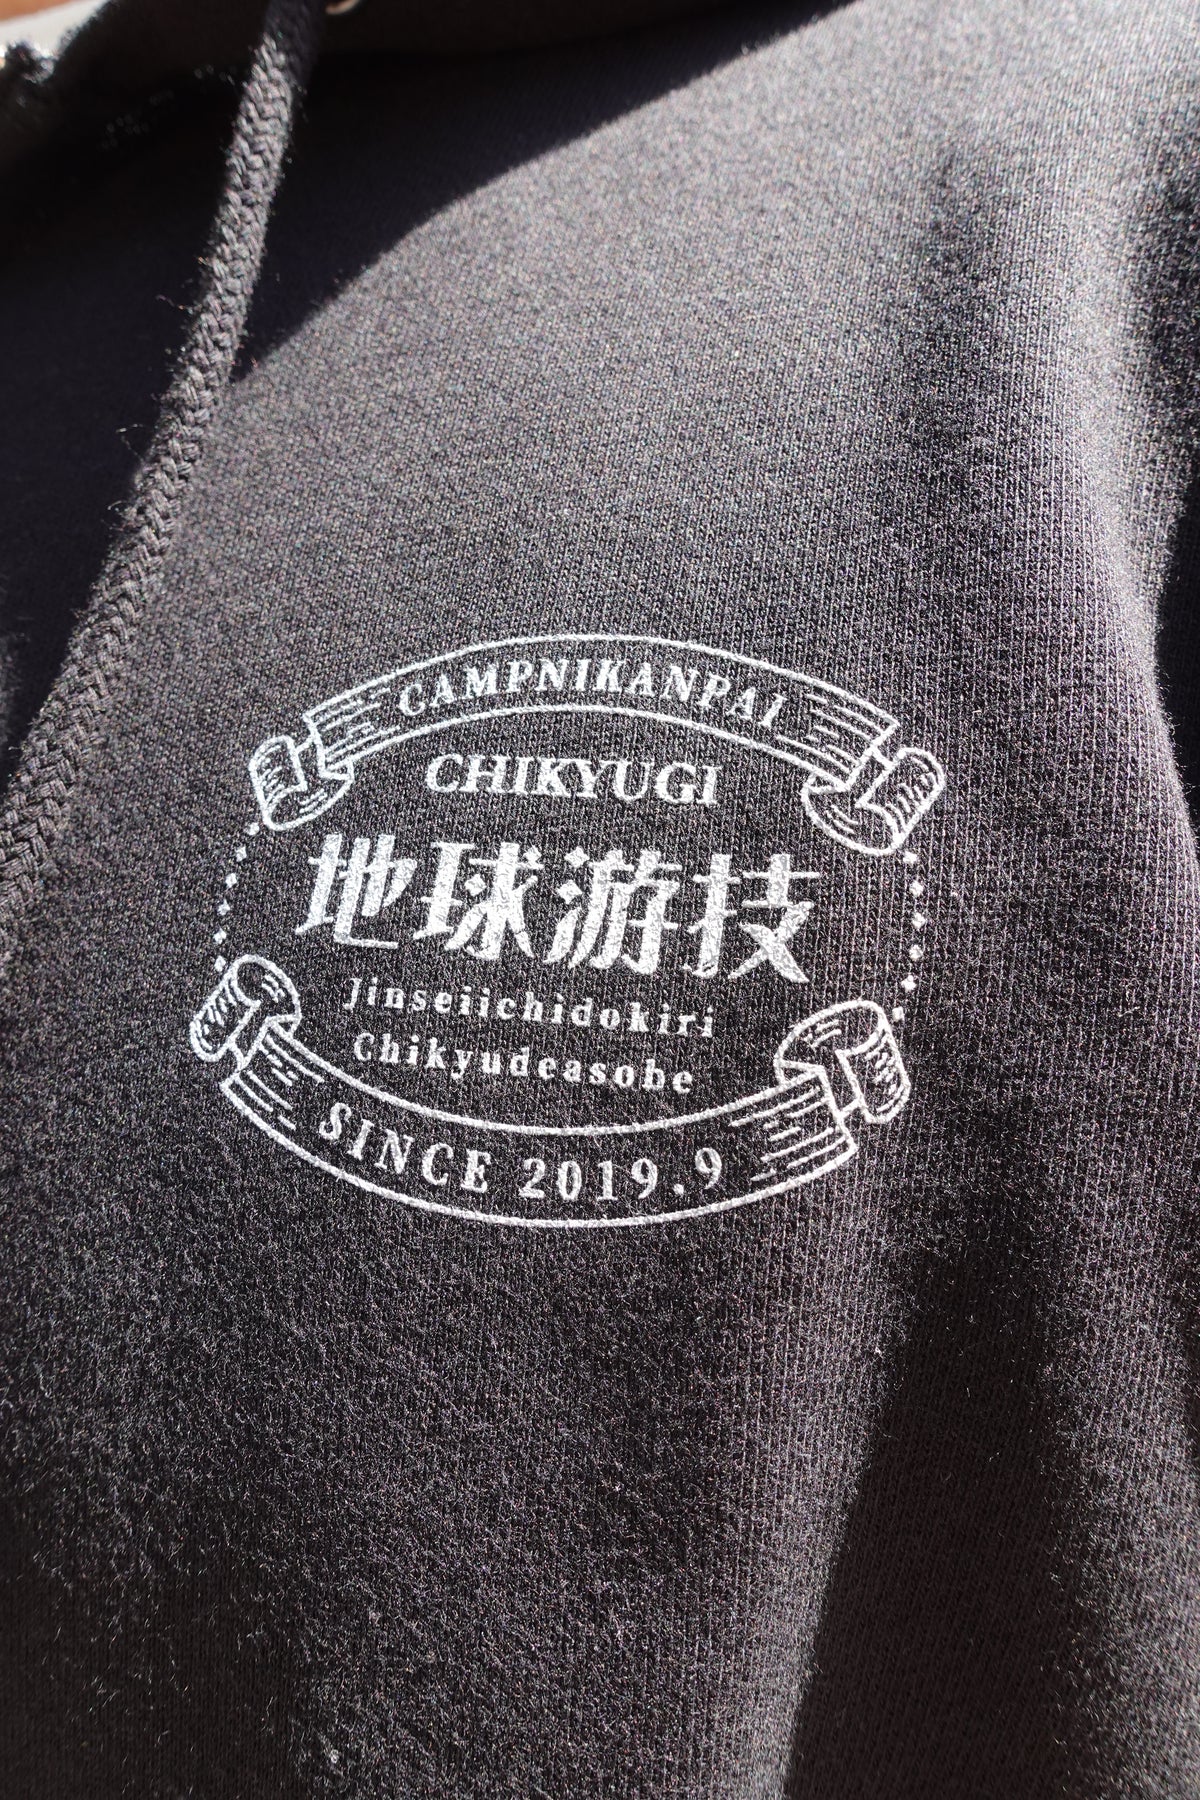 CAMPNIKANPAI
CHIKYUGI
地球游技
Jinseiichidokiri
Chikyudeasobe
SINCE 2019.9